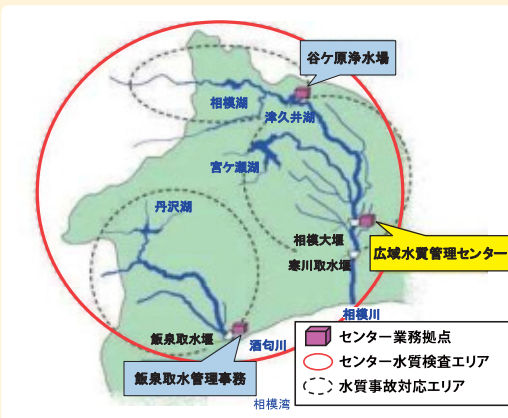 谷ケ原浄水場
相模湖
津久井湖
宮ケ瀬湖
丹沢湖
相模大堰
広域水質管理センター
寒川取水堰
相模川
飯泉取水堰
酒匂川
飯泉取水管理事務
相模湾
センター業務拠点
センター水質検査エリア
水質事故対応エリア